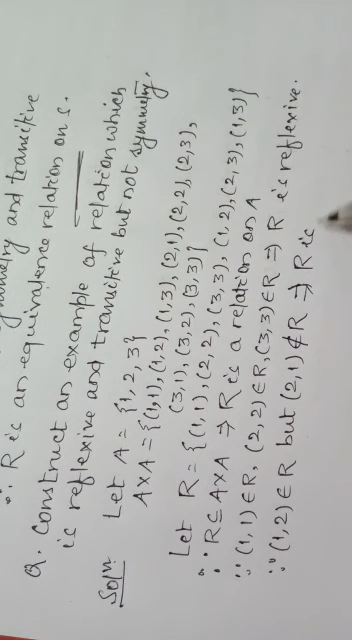 symmetry and transitive
∴ R is an equivalence relation on S.
Q. Construct an example of relation which
is reflexive and transitive but not symmetry.
Soln Let A = {1, 2, 3}
A×A = {(1,1),(1,2),(1,3),(2,1),(2,2),(2,3),
(3,1),(3,2),(3,3)}
Let R = {(1,1),(2,2),(3,3),(1,2),(2,3),(1,3)}
∵ R⊆A×A ⇒ R is a relation on A
∵ (1,1)∈R, (2,2)∈R,(3,3)∈R ⇒ R is reflexive.
∵ (1,2)∈R but (2,1)∉R ⇒ R is